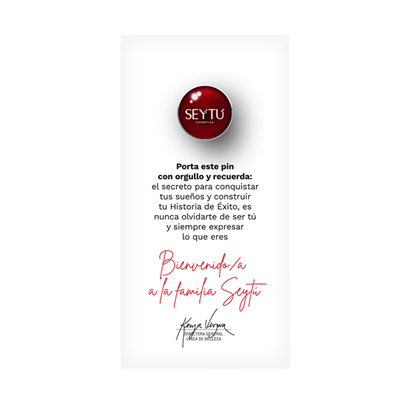 SEYTÚ
COSMÉTICA
Porta este pin
con orgullo y recuerda:
el secreto para conquistar
tus sueños y construir
tu Historia de Éxito, es
nunca olvidarte de ser tú
y siempre expresar
lo que eres
Bienvenido/a
a la familia Seytú
DIRECTORA GENERAL
LÍNEA DE BELLEZA